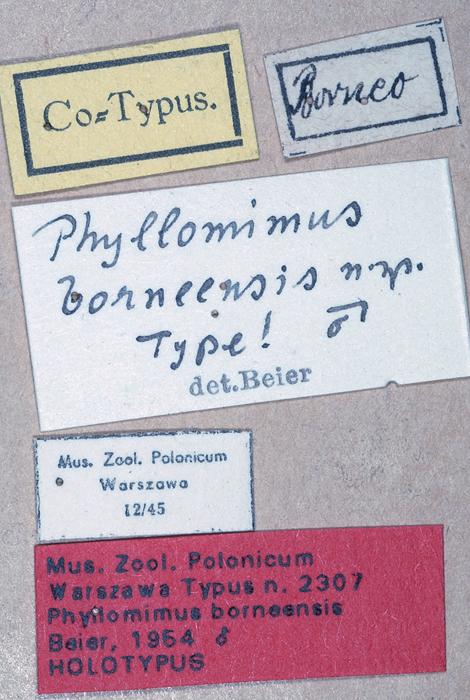 Co=Typus.
Borneo
Phyllomimus
borneensis n.sp.
Type! ♂
det.Beier
Mus. Zool. Polonicum
Warszawa
12/45
Mus. Zool. Polonicum
Warszawa Typus n. 2307
Phyllomimus borneensis
Beier, 1954 ♂
HOLOTYPUS